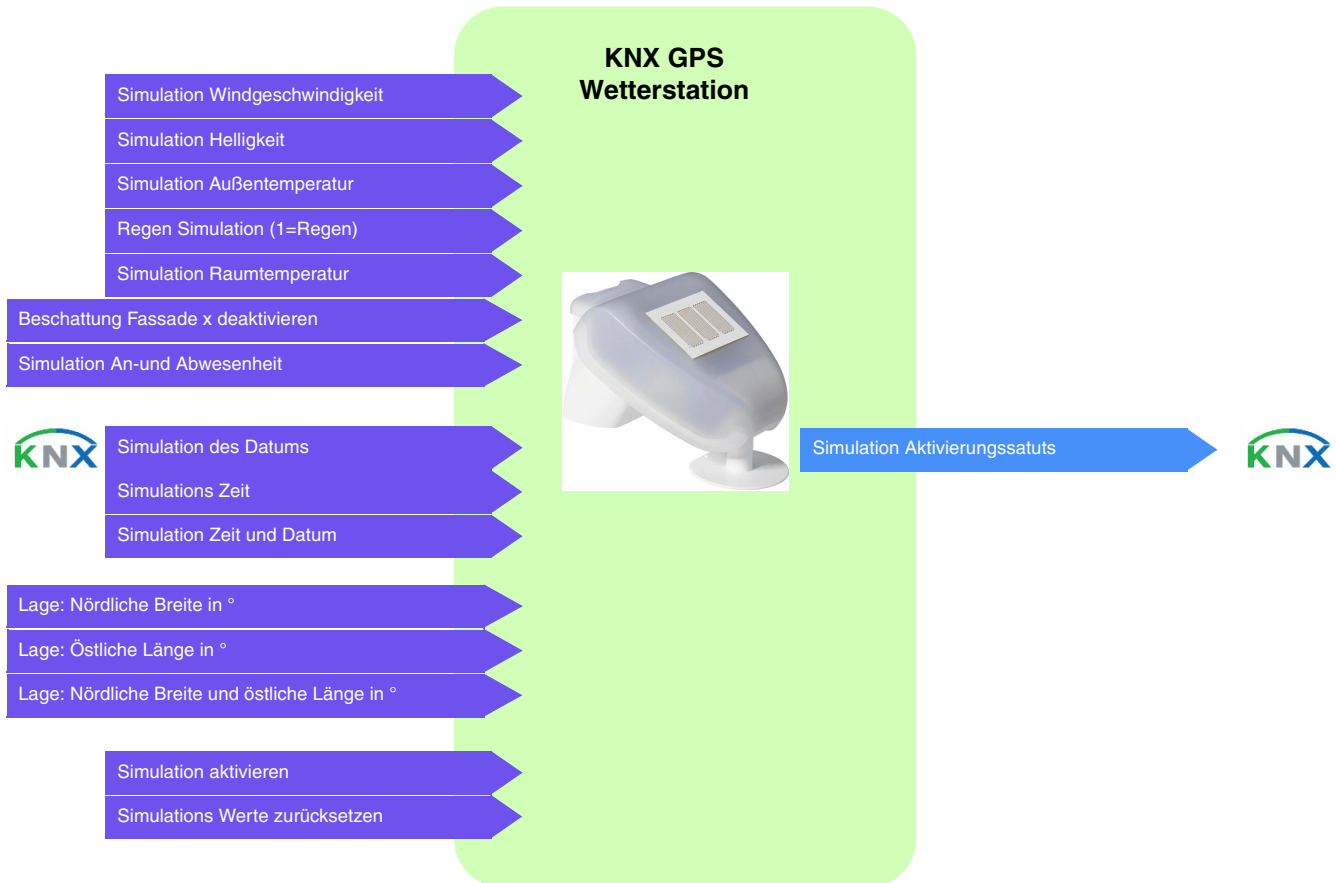 KNX GPS
Wetterstation
Simulation Windgeschwindigkeit
Simulation Helligkeit
Simulation Außentemperatur
Regen Simulation (1=Regen)
Simulation Raumtemperatur
Beschattung Fassade x deaktivieren
Simulation An-und Abwesenheit
KNX
Simulation des Datums
Simulations Zeit
Simulation Zeit und Datum
Simulation Aktivierungssatuts
KNX
Lage: Nördliche Breite in °
Lage: Östliche Länge in °
Lage: Nördliche Breite und östliche Länge in °
Simulation aktivieren
Simulations Werte zurücksetzen